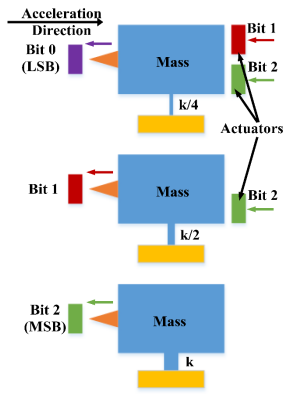 Acceleration
Direction
Bit 0
(LSB)
Mass
Bit 1
Bit 2
k/4
Actuators
Bit 1
Mass
Bit 2
k/2
Bit 2
(MSB)
Mass
k